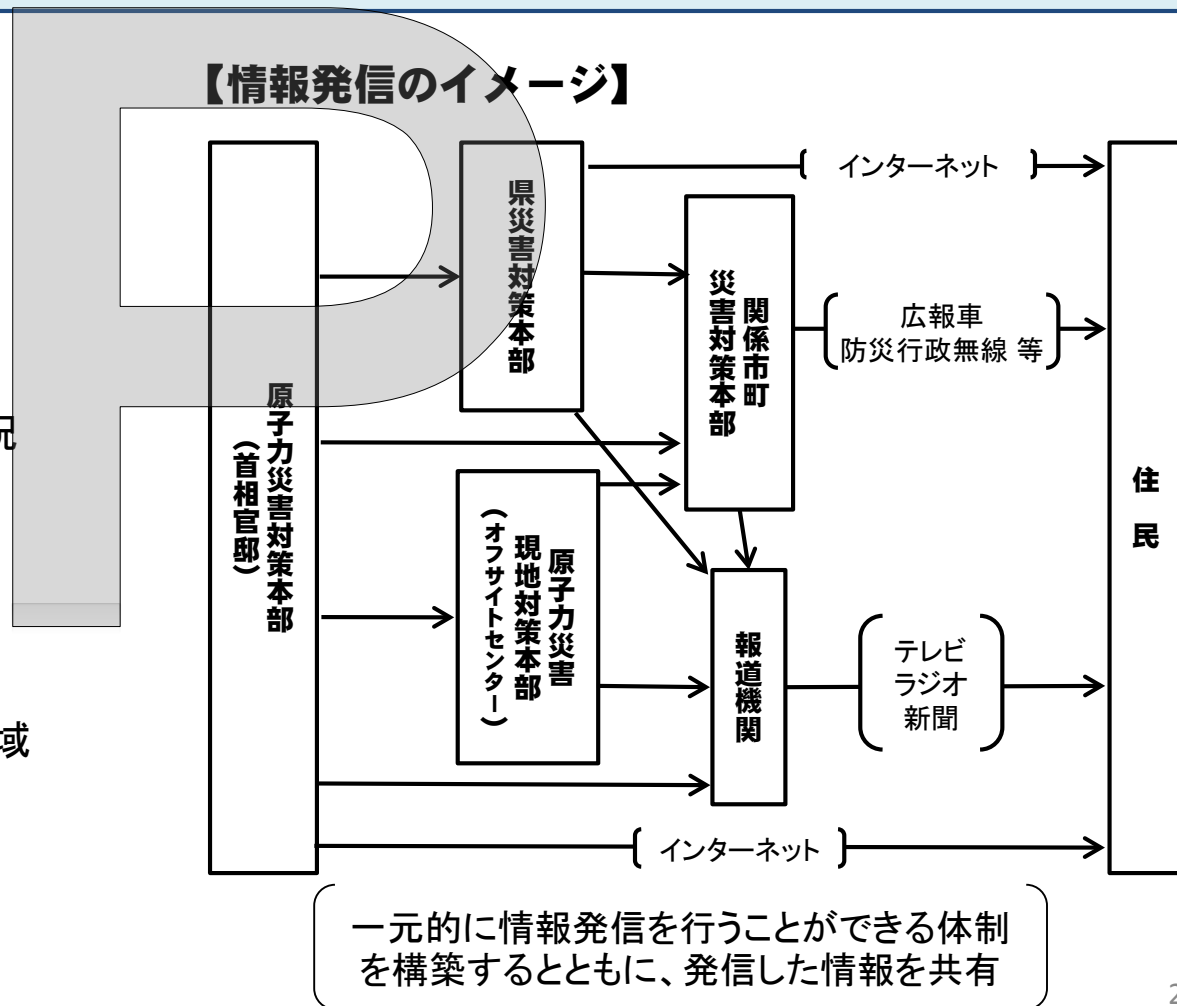 【情報発信のイメージ】
インターネット
県災害対策本部
関係市町
災害対策本部
広報車
防災行政無線 等
原子力災害対策本部
(首相官邸)
況
原子力災害
現地対策本部
(オフサイトセンター)
住民
報道機関
テレビ
ラジオ
新聞
域
インターネット
一元的に情報発信を行うことができる体制
を構築するとともに、発信した情報を共有
2
P